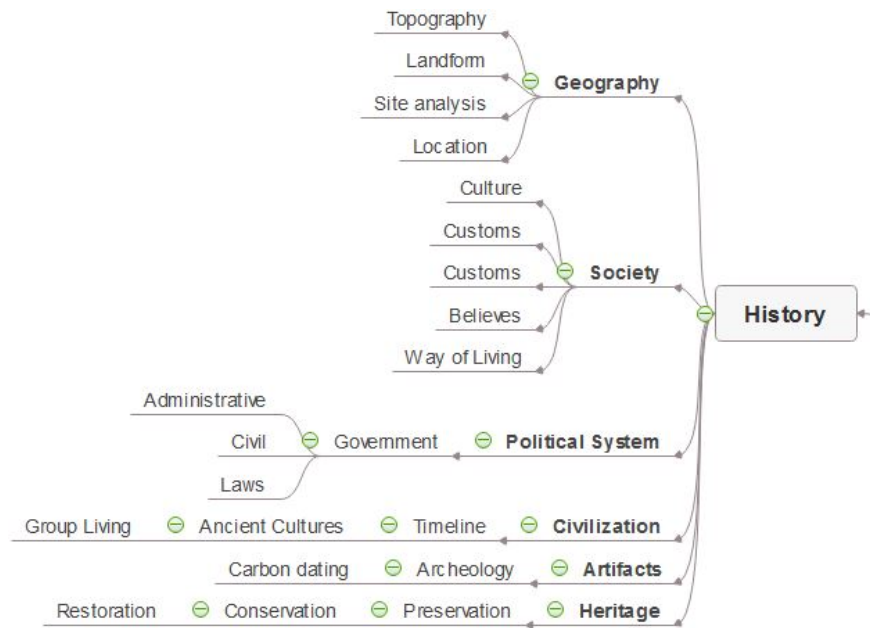 Topography
Landform
Geography
Site analysis
Location
Culture
Customs
Customs
Society
Believes
Way of Living
History
Administrative
Civil
Government
Political System
Laws
Group Living
Ancient Cultures
Timeline
Civilization
Carbon dating
Archeology
Artifacts
Restoration
Conservation
Preservation
Heritage